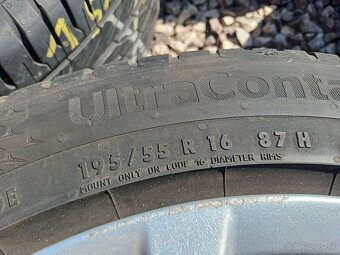 UltraConta
195/55 R 16 87 H
MOUNT ONLY ON CODE 16 DIAMETER RIMS